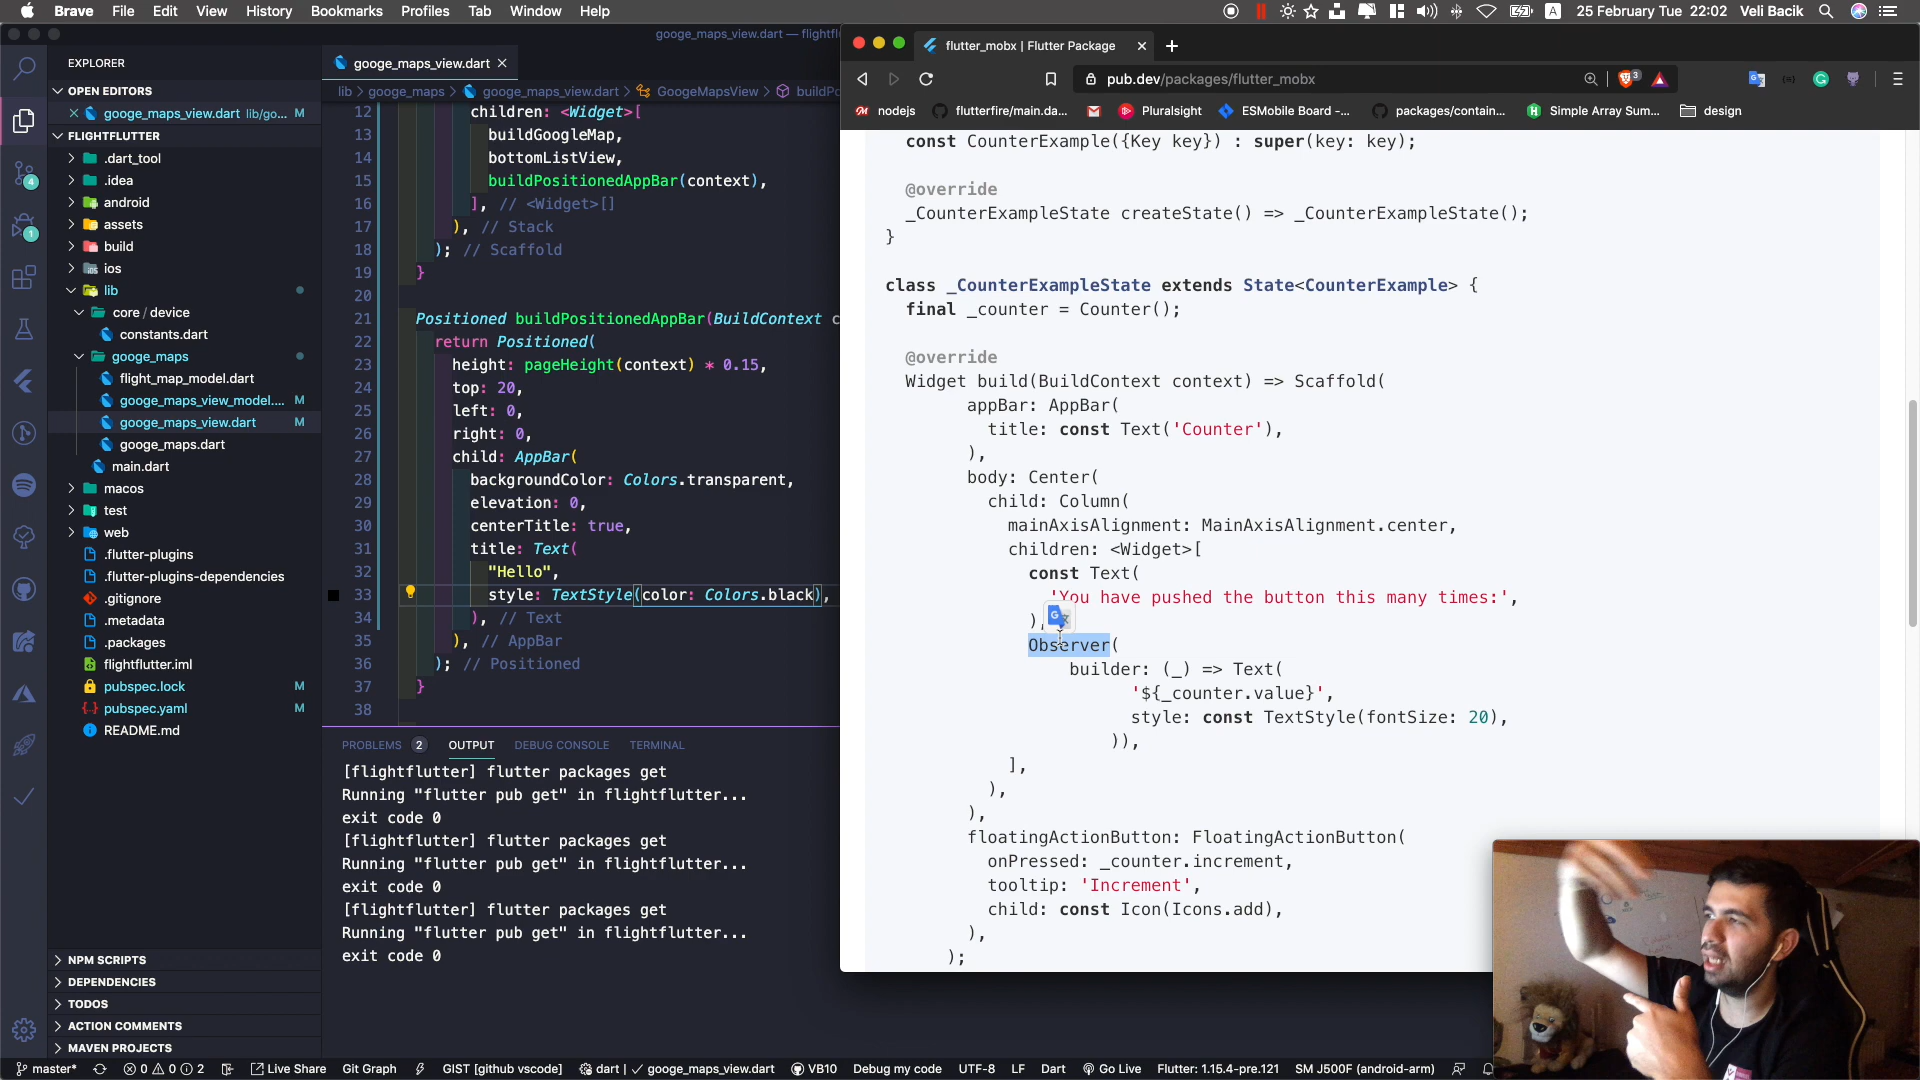 Brave File Edit View History Bookmarks Profiles Tab Window Help
25 February Tue 22:02 Veli Bacik
googe_maps_view.dart — flightflu
EXPLORER
OPEN EDITORS
googe_maps_view.dart lib/go... M
FLIGHTFLUTTER
.dart_tool
.idea
android
assets
build
ios
lib
core / device
constants.dart
googe_maps
flight_map_model.dart
googe_maps_view_model.... M
googe_maps_view.dart M
googe_maps.dart
main.dart
macos
test
web
.flutter-plugins
.flutter-plugins-dependencies
.gitignore
.metadata
.packages
flightflutter.iml
pubspec.lock M
pubspec.yaml M
README.md
NPM SCRIPTS
DEPENDENCIES
TODOS
ACTION COMMENTS
MAVEN PROJECTS
4
1
googe_maps_view.dart
lib > googe_maps > googe_maps_view.dart > GoogeMapsView > buildPo
12 children: <Widget>[
13 buildGoogleMap,
14 bottomListView,
15 buildPositionedAppBar(context),
16 ], // <Widget>[]
17 ), // Stack
18 ); // Scaffold
19 }
20
21 Positioned buildPositionedAppBar(BuildContext c
22 return Positioned(
23 height: pageHeight(context) * 0.15,
24 top: 20,
25 left: 0,
26 right: 0,
27 child: AppBar(
28 backgroundColor: Colors.transparent,
29 elevation: 0,
30 centerTitle: true,
31 title: Text(
32 "Hello",
33 style: TextStyle(color: Colors.black),
34 ), // Text
35 ), // AppBar
36 ); // Positioned
37 }
38
PROBLEMS 2 OUTPUT DEBUG CONSOLE TERMINAL
[flightflutter] flutter packages get
Running "flutter pub get" in flightflutter...
exit code 0
[flightflutter] flutter packages get
Running "flutter pub get" in flightflutter...
exit code 0
[flightflutter] flutter packages get
Running "flutter pub get" in flightflutter...
exit code 0
flutter_mobx | Flutter Package
pub.dev/packages/flutter_mobx
3
nodejs flutterfire/main.da... Pluralsight ESMobile Board -... packages/contain... Simple Array Sum... design
const CounterExample({Key key}) : super(key: key);
@override
_CounterExampleState createState() => _CounterExampleState();
}
class _CounterExampleState extends State<CounterExample> {
final _counter = Counter();
@override
Widget build(BuildContext context) => Scaffold(
appBar: AppBar(
title: const Text('Counter'),
),
body: Center(
child: Column(
mainAxisAlignment: MainAxisAlignment.center,
children: <Widget>[
const Text(
'You have pushed the button this many times:',
),
Observer(
builder: (_) => Text(
'${_counter.value}',
style: const TextStyle(fontSize: 20),
)),
],
),
),
floatingActionButton: FloatingActionButton(
onPressed: _counter.increment,
tooltip: 'Increment',
child: const Icon(Icons.add),
),
);
master* 0 0 2 Live Share Git Graph GIST [github vscode] dart | googe_maps_view.dart VB10 Debug my code UTF-8 LF Dart Go Live Flutter: 1.15.4-pre.121 SM J500F (android-arm)